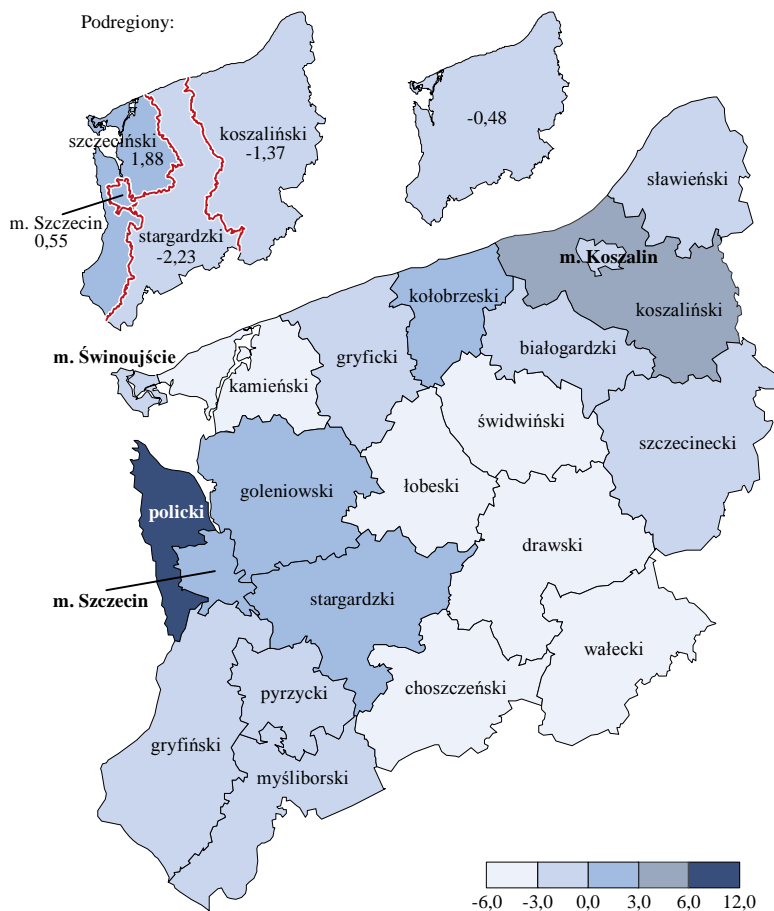 Podregiony:
szczeciński
1,88
koszaliński
-1,37
m. Szczecin
0,55
stargardzki
-2,23
-0,48
sławieński
m. Koszalin
kołobrzeski
koszaliński
m. Świnoujście
gryficki
białogardzki
kamieński
świdwiński
szczecinecki
goleniowski
łobeski
policki
drawski
m. Szczecin
stargardzki
wałecki
pyrzycki
choszczeński
gryfiński
myśliborski
-6,0 -3,0 0,0 3,0 6,0 12,0